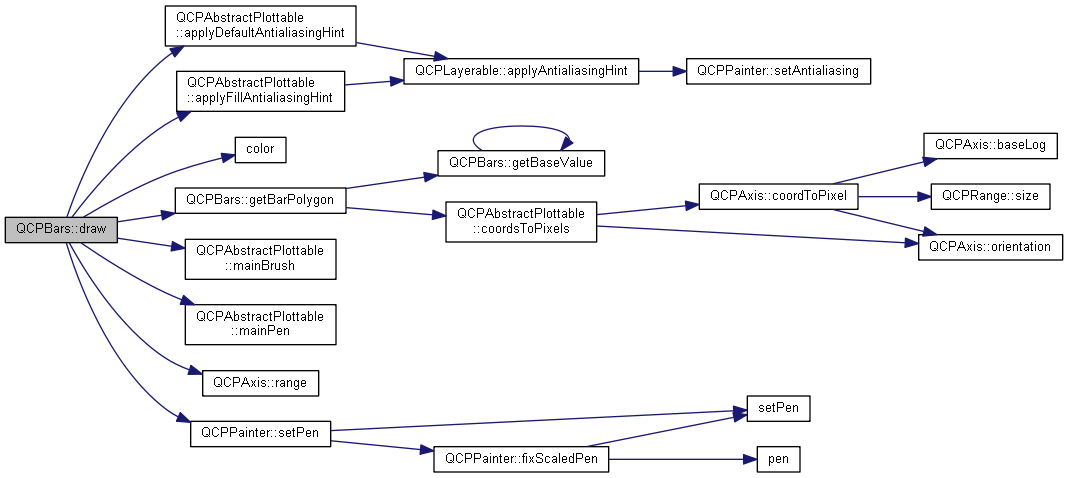 QCPAbstractPlottable
::applyDefaultAntialiasingHint
QCPLayerable::applyAntialiasingHint
QCPPainter::setAntialiasing
QCPAbstractPlottable
::applyFillAntialiasingHint
color
QCPBars::getBaseValue
QCPAxis::baseLog
QCPBars::getBarPolygon
QCPAxis::coordToPixel
QCPRange::size
QCPBars::draw
QCPAbstractPlottable
::coordsToPixels
QCPAxis::orientation
QCPAbstractPlottable
::mainBrush
QCPAbstractPlottable
::mainPen
QCPAxis::range
QCPPainter::setPen
setPen
QCPPainter::fixScaledPen
pen